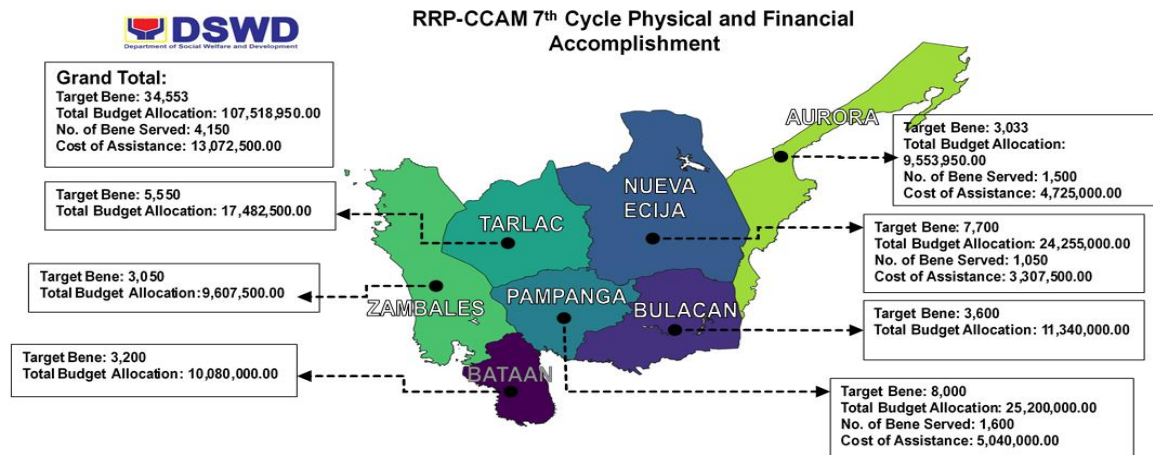 RRP-CCAM 7th Cycle Physical and Financial
Accomplishment
DSWD
Department of Social Welfare and Development
Grand Total:
Target Bene: 34,553
Total Budget Allocation: 107,518,950.00
No. of Bene Served: 4,150
Cost of Assistance: 13,072,500.00
Target Bene: 5,550
Total Budget Allocation: 17,482,500.00
Target Bene: 3,050
Total Budget Allocation:9,607,500.00
Target Bene: 3,200
Total Budget Allocation: 10,080,000.00
AURORA
NUEVA
ECIJA
TARLAC
ZAMBALES
PAMPANGA
BULACAN
BATAAN
Target Bene: 3,033
Total Budget Allocation:
9,553,950.00
No. of Bene Served: 1,500
Cost of Assistance: 4,725,000.00
Target Bene: 7,700
Total Budget Allocation: 24,255,000.00
No. of Bene Served: 1,050
Cost of Assistance: 3,307,500.00
Target Bene: 3,600
Total Budget Allocation: 11,340,000.00
Target Bene: 8,000
Total Budget Allocation: 25,200,000.00
No. of Bene Served: 1,600
Cost of Assistance: 5,040,000.00